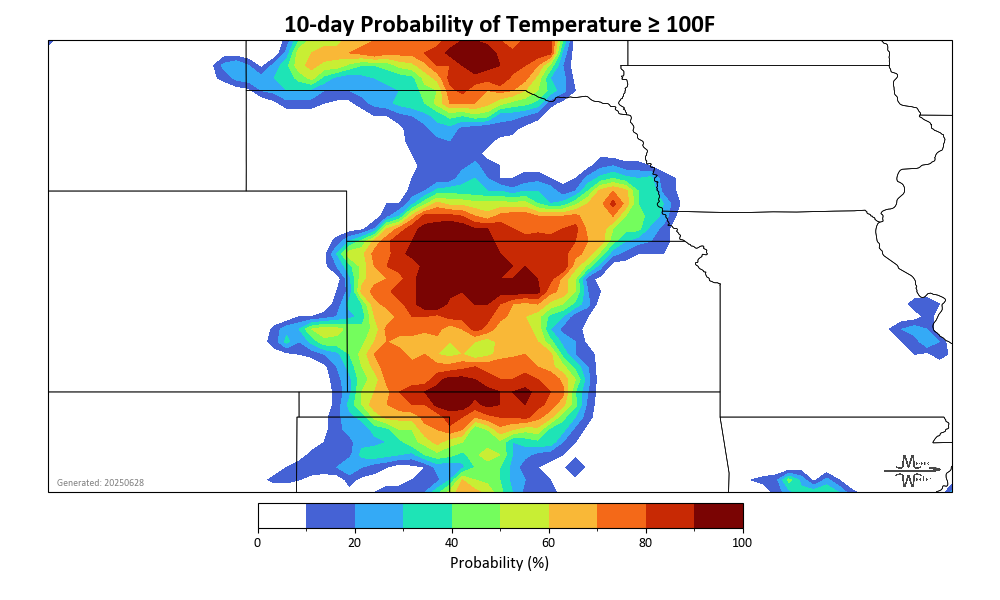 10-day Probability of Temperature ≥ 100F
Generated: 20250628
0 20 40 60 80 100
Probability (%)